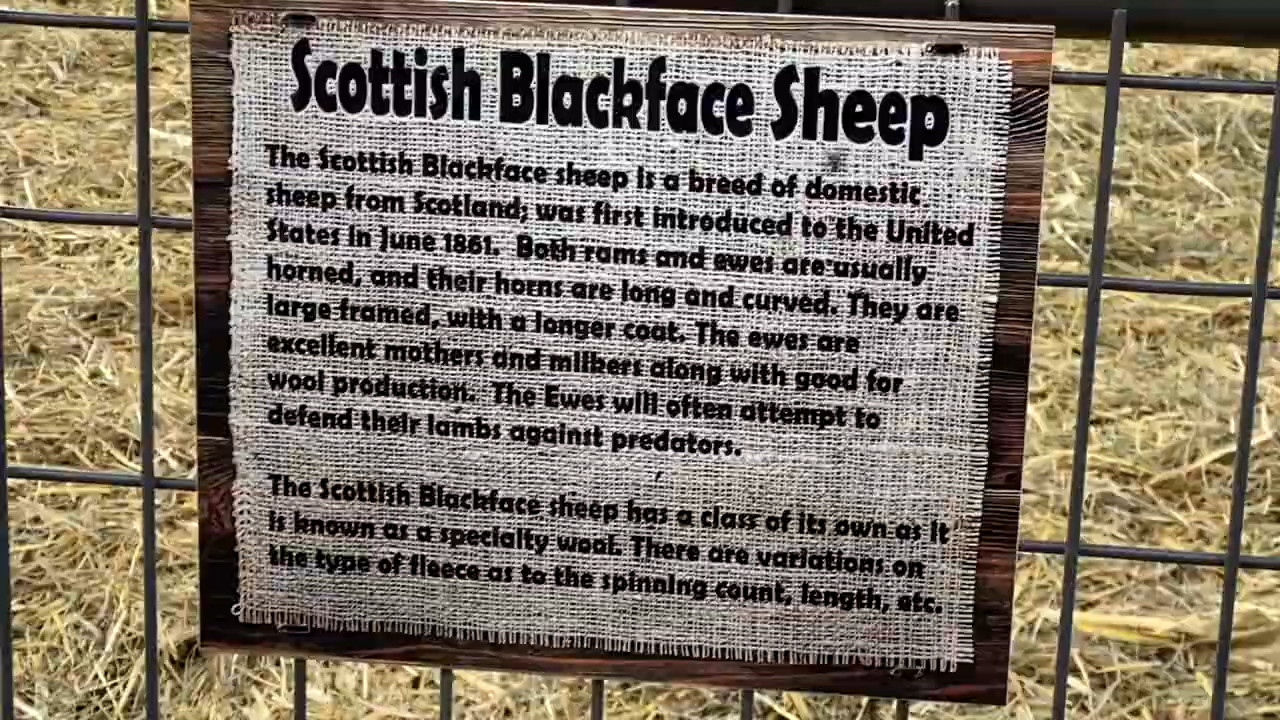 Scottish Blackface Sheep
The Scottish Blackface sheep is a breed of domestic
sheep from Scotland; was first introduced to the United
States in June 1861. Both rams and ewes are usually
horned, and their horns are long and curved. They are
large-framed, with a longer coat. The ewes are
excellent mothers and milkers along with good for
wool production. The Ewes will often attempt to
defend their lambs against predators.
The Scottish Blackface sheep has a class of its own as it
is known as a specialty wool. There are variations on
the type of fleece as to the spinning count, length, etc.